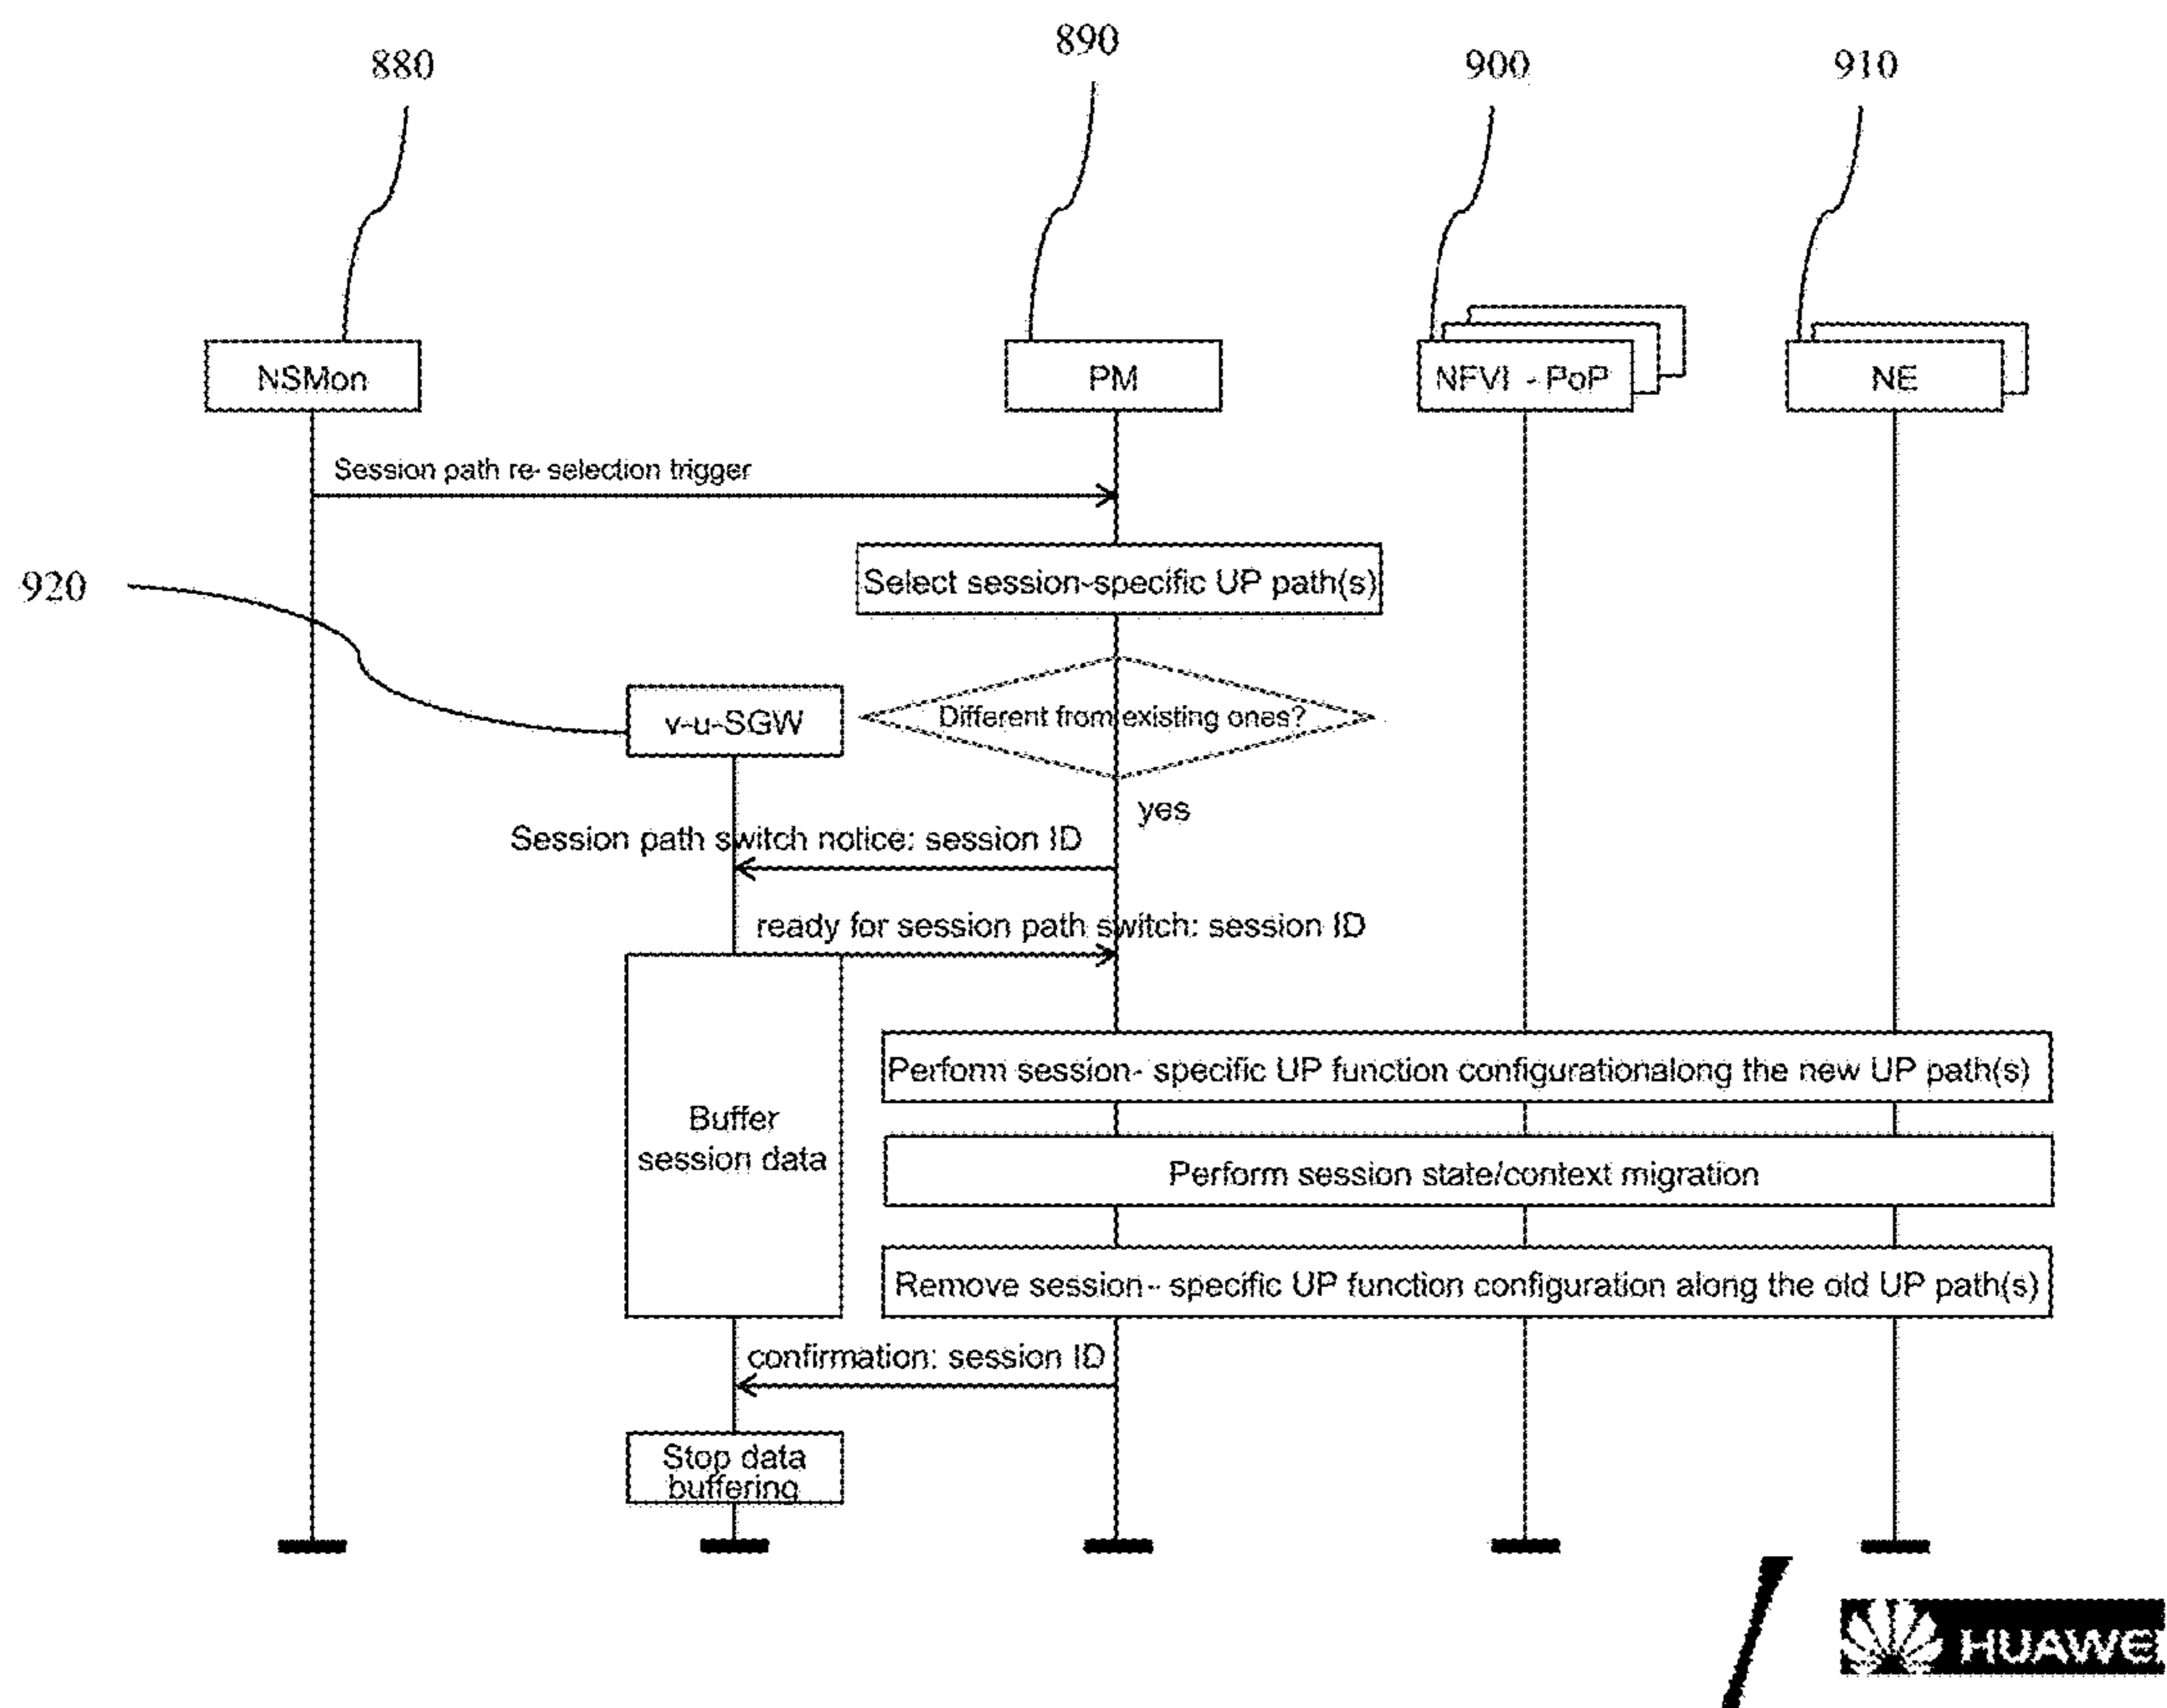 880
890
900
910
NSMon
PM
NFVI - PoP
NE
Session path re- selection trigger
Select session-specific UP path(s)
920
v-u-SGW
Different from existing ones?
yes
Session path switch notice: session ID
ready for session path switch: session ID
Perform session- specific UP function configurationalong the new UP path(s)
Buffer
session data
Perform session state/context migration
Remove session- specific UP function configuration along the old UP path(s)
confirmation: session ID
Stop data
buffering
HUAWE